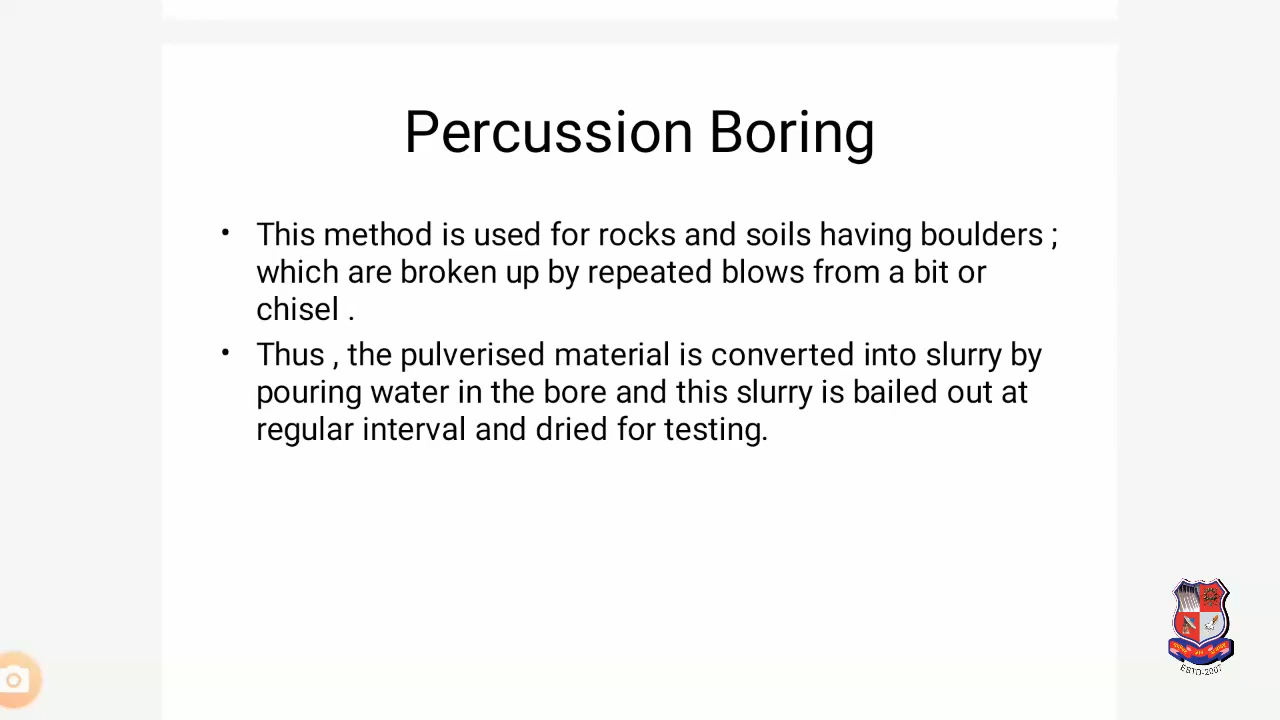 Percussion Boring
• This method is used for rocks and soils having boulders ;
which are broken up by repeated blows from a bit or
chisel .
• Thus , the pulverised material is converted into slurry by
pouring water in the bore and this slurry is bailed out at
regular interval and dried for testing.
ESTD-2007